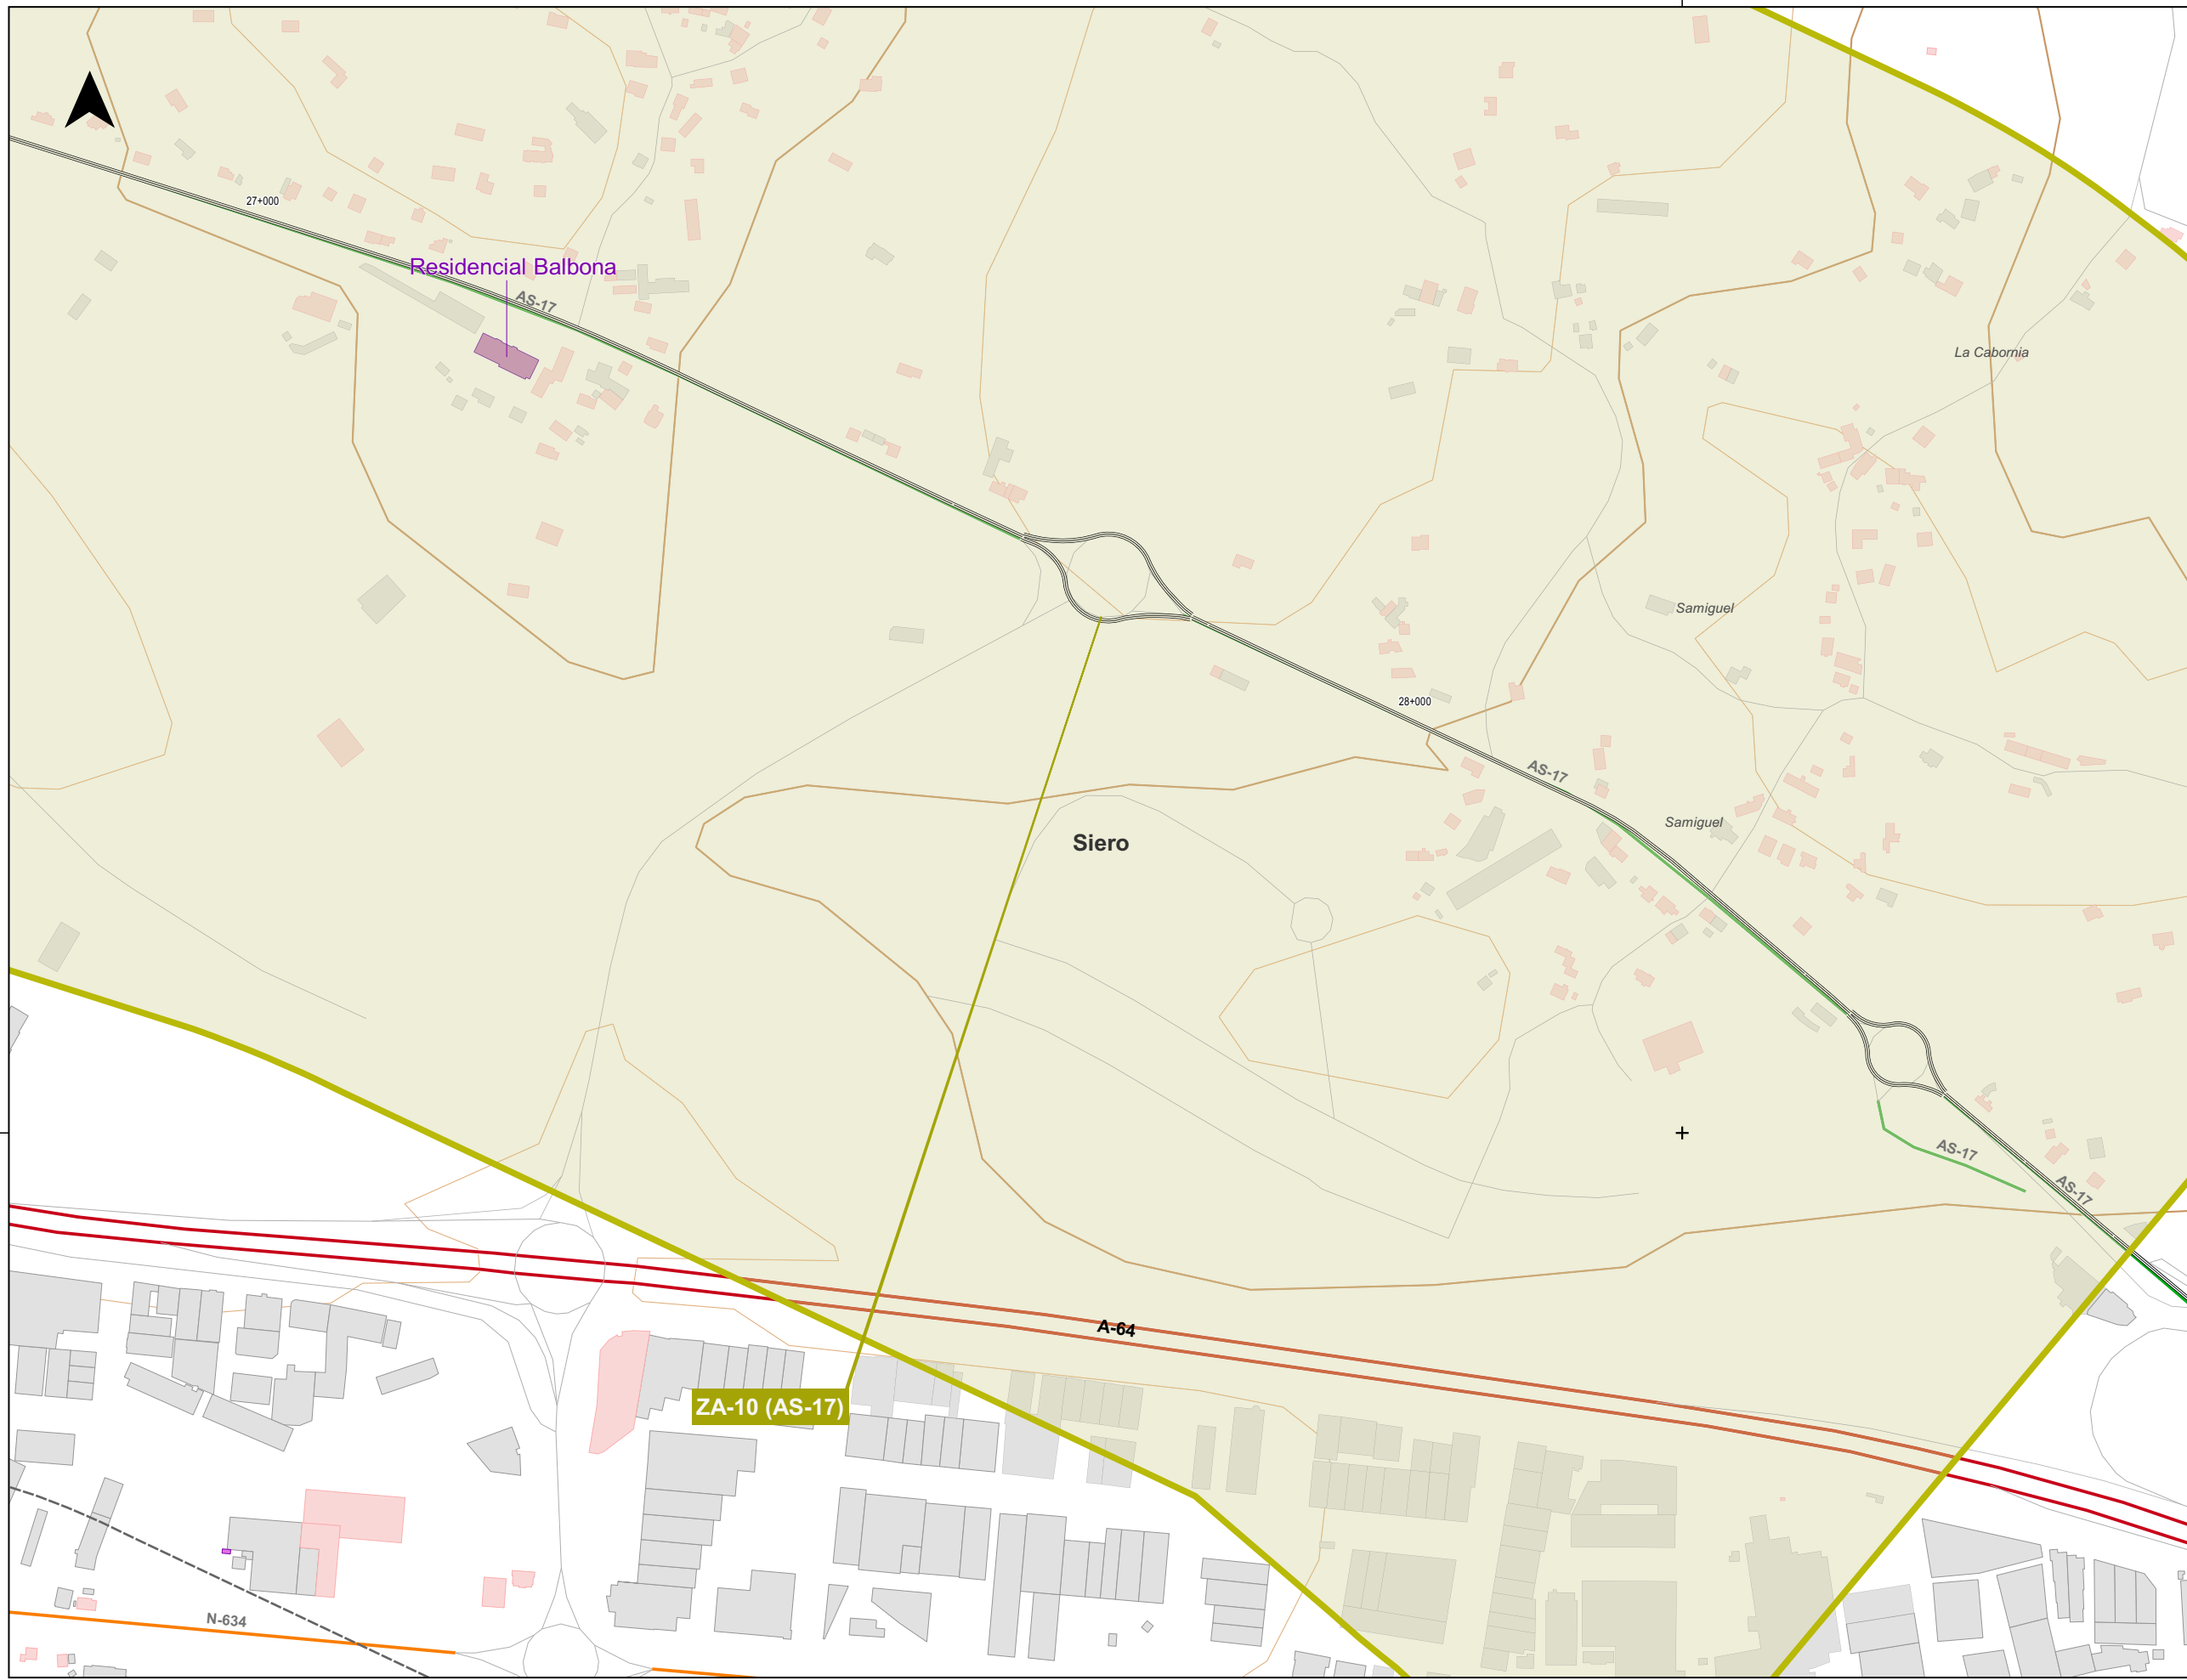 27+000
Residencial Balbona
AS-17
La Cabornia
Samiguel
28+000
AS-17
Samiguel
Siero
AS-17
AS-17
A-64
ZA-10 (AS-17)
N-634